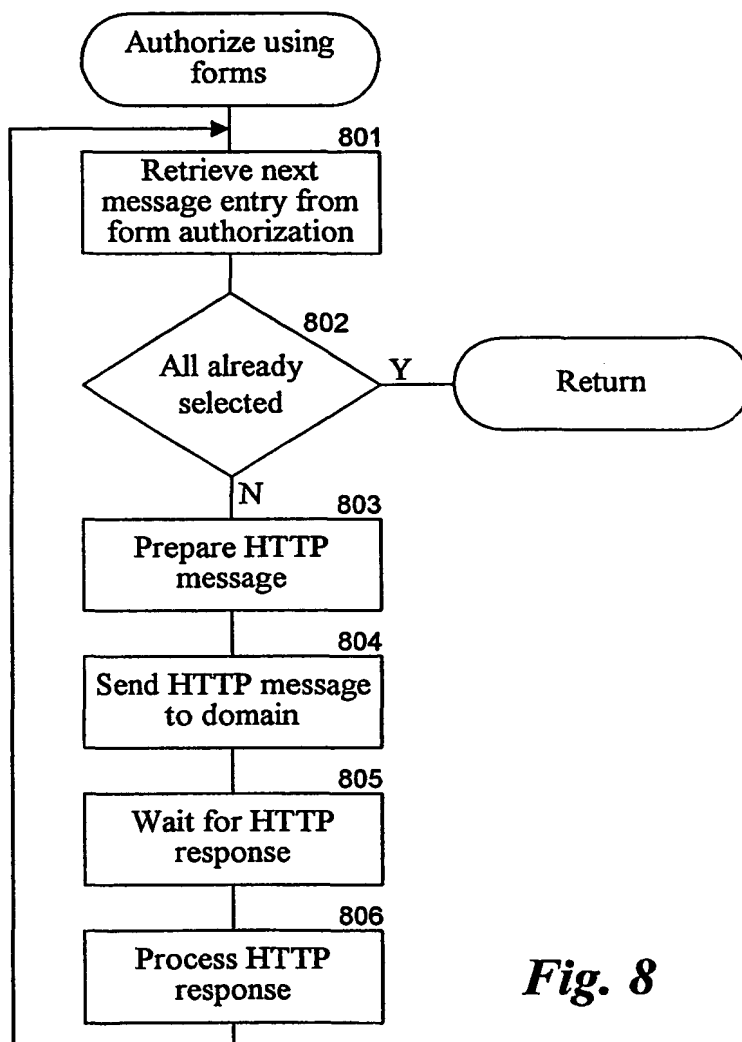 Authorize using
forms
801
Retrieve next
message entry from
form authorization
802
All already
selected
Y
Return
N
803
Prepare HTTP
message
804
Send HTTP message
to domain
805
Wait for HTTP
response
806
Process HTTP
response
Fig. 8